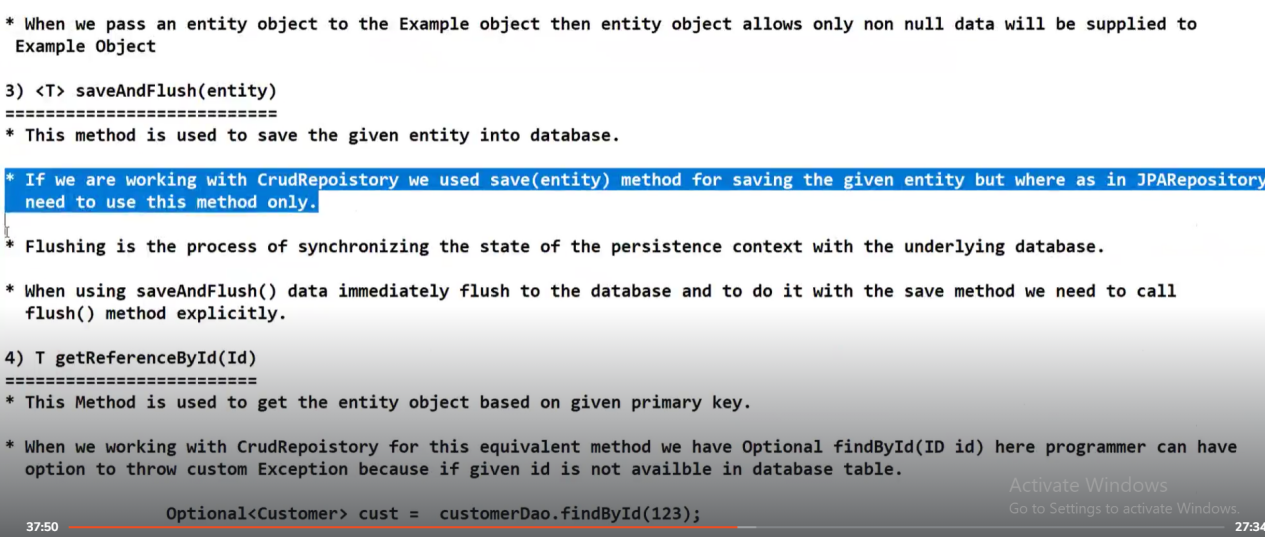 * When we pass an entity object to the Example object then entity object allows only non null data will be supplied to
Example Object
3) <T> saveAndFlush(entity)
===========================
* This method is used to save the given entity into database.
* If we are working with CrudRepoistory we used save(entity) method for saving the given entity but where as in JPARepository
need to use this method only.
* Flushing is the process of synchronizing the state of the persistence context with the underlying database.
* When using saveAndFlush() data immediately flush to the database and to do it with the save method we need to call
flush() method explicitly.
4) T getReferenceById(Id)
=========================
* This Method is used to get the entity object based on given primary key.
* When we working with CrudRepoistory for this equivalent method we have Optional findById(ID id) here programmer can have
option to throw custom Exception because if given id is not availble in database table.
Activate Windows
Go to Settings to activate Windows.
Optional<Customer> cust = customerDao.findById(123);
37:50
27:34